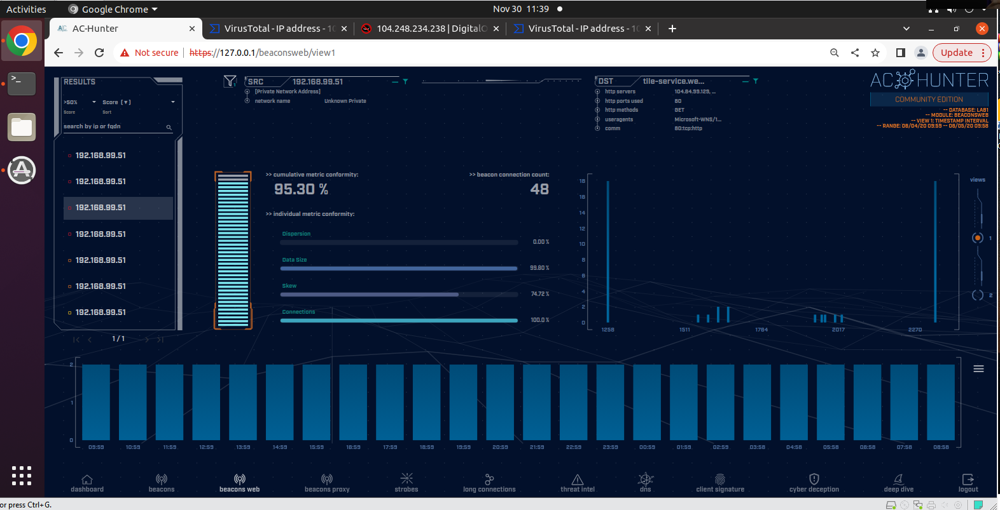 Activities
Google Chrome
Nov 30 11:39
AC-Hunter
VirusTotal - IP address - 10
104.248.234.238 | DigitalO
VirusTotal - IP address - 10
Not secure
https://127.0.0.1/beaconsweb/view1
Update
RESULTS
>50%
Score [▼]
Score
Sort
search by ip or fqdn
192.168.99.51
192.168.99.51
192.168.99.51
192.168.99.51
192.168.99.51
192.168.99.51
192.168.99.51
1 / 1
SRC
192.168.99.51
[Private Network Address]
network name
Unknown Private
DST
tile-service.we...
http servers
104.84.99.129, ...
http ports used
80
http methods
GET
useragents
Microsoft-WNS/1...
comm
80:tcp:http
AC HUNTER
COMMUNITY EDITION
-- DATABASE: LAB1
-- MODULE: BEACONSWEB
-- VIEW 1: TIMESTAMP INTERVAL
-- RANGE: 08/04/20 09:59 -- 08/05/20 09:58
>> cumulative metric conformity:
95.30 %
>> beacon connection count:
48
>> individual metric conformity:
Dispersion
0.00 %
Data Size
99.80 %
Skew
74.72 %
Connections
100.0 %
18
16
14
12
10
8
6
4
2
0
1258
1511
1764
2017
2270
views
1
2
2
1
0
09:59
10:59
11:59
12:59
13:59
14:59
15:59
16:59
17:59
18:59
19:59
20:59
21:59
22:59
23:59
00:59
01:59
02:59
03:58
04:58
05:58
06:58
07:58
08:58
dashboard
beacons
beacons web
beacons proxy
strobes
long connections
threat intel
dns
client signature
cyber deception
deep dive
logout
or press Ctrl+G.